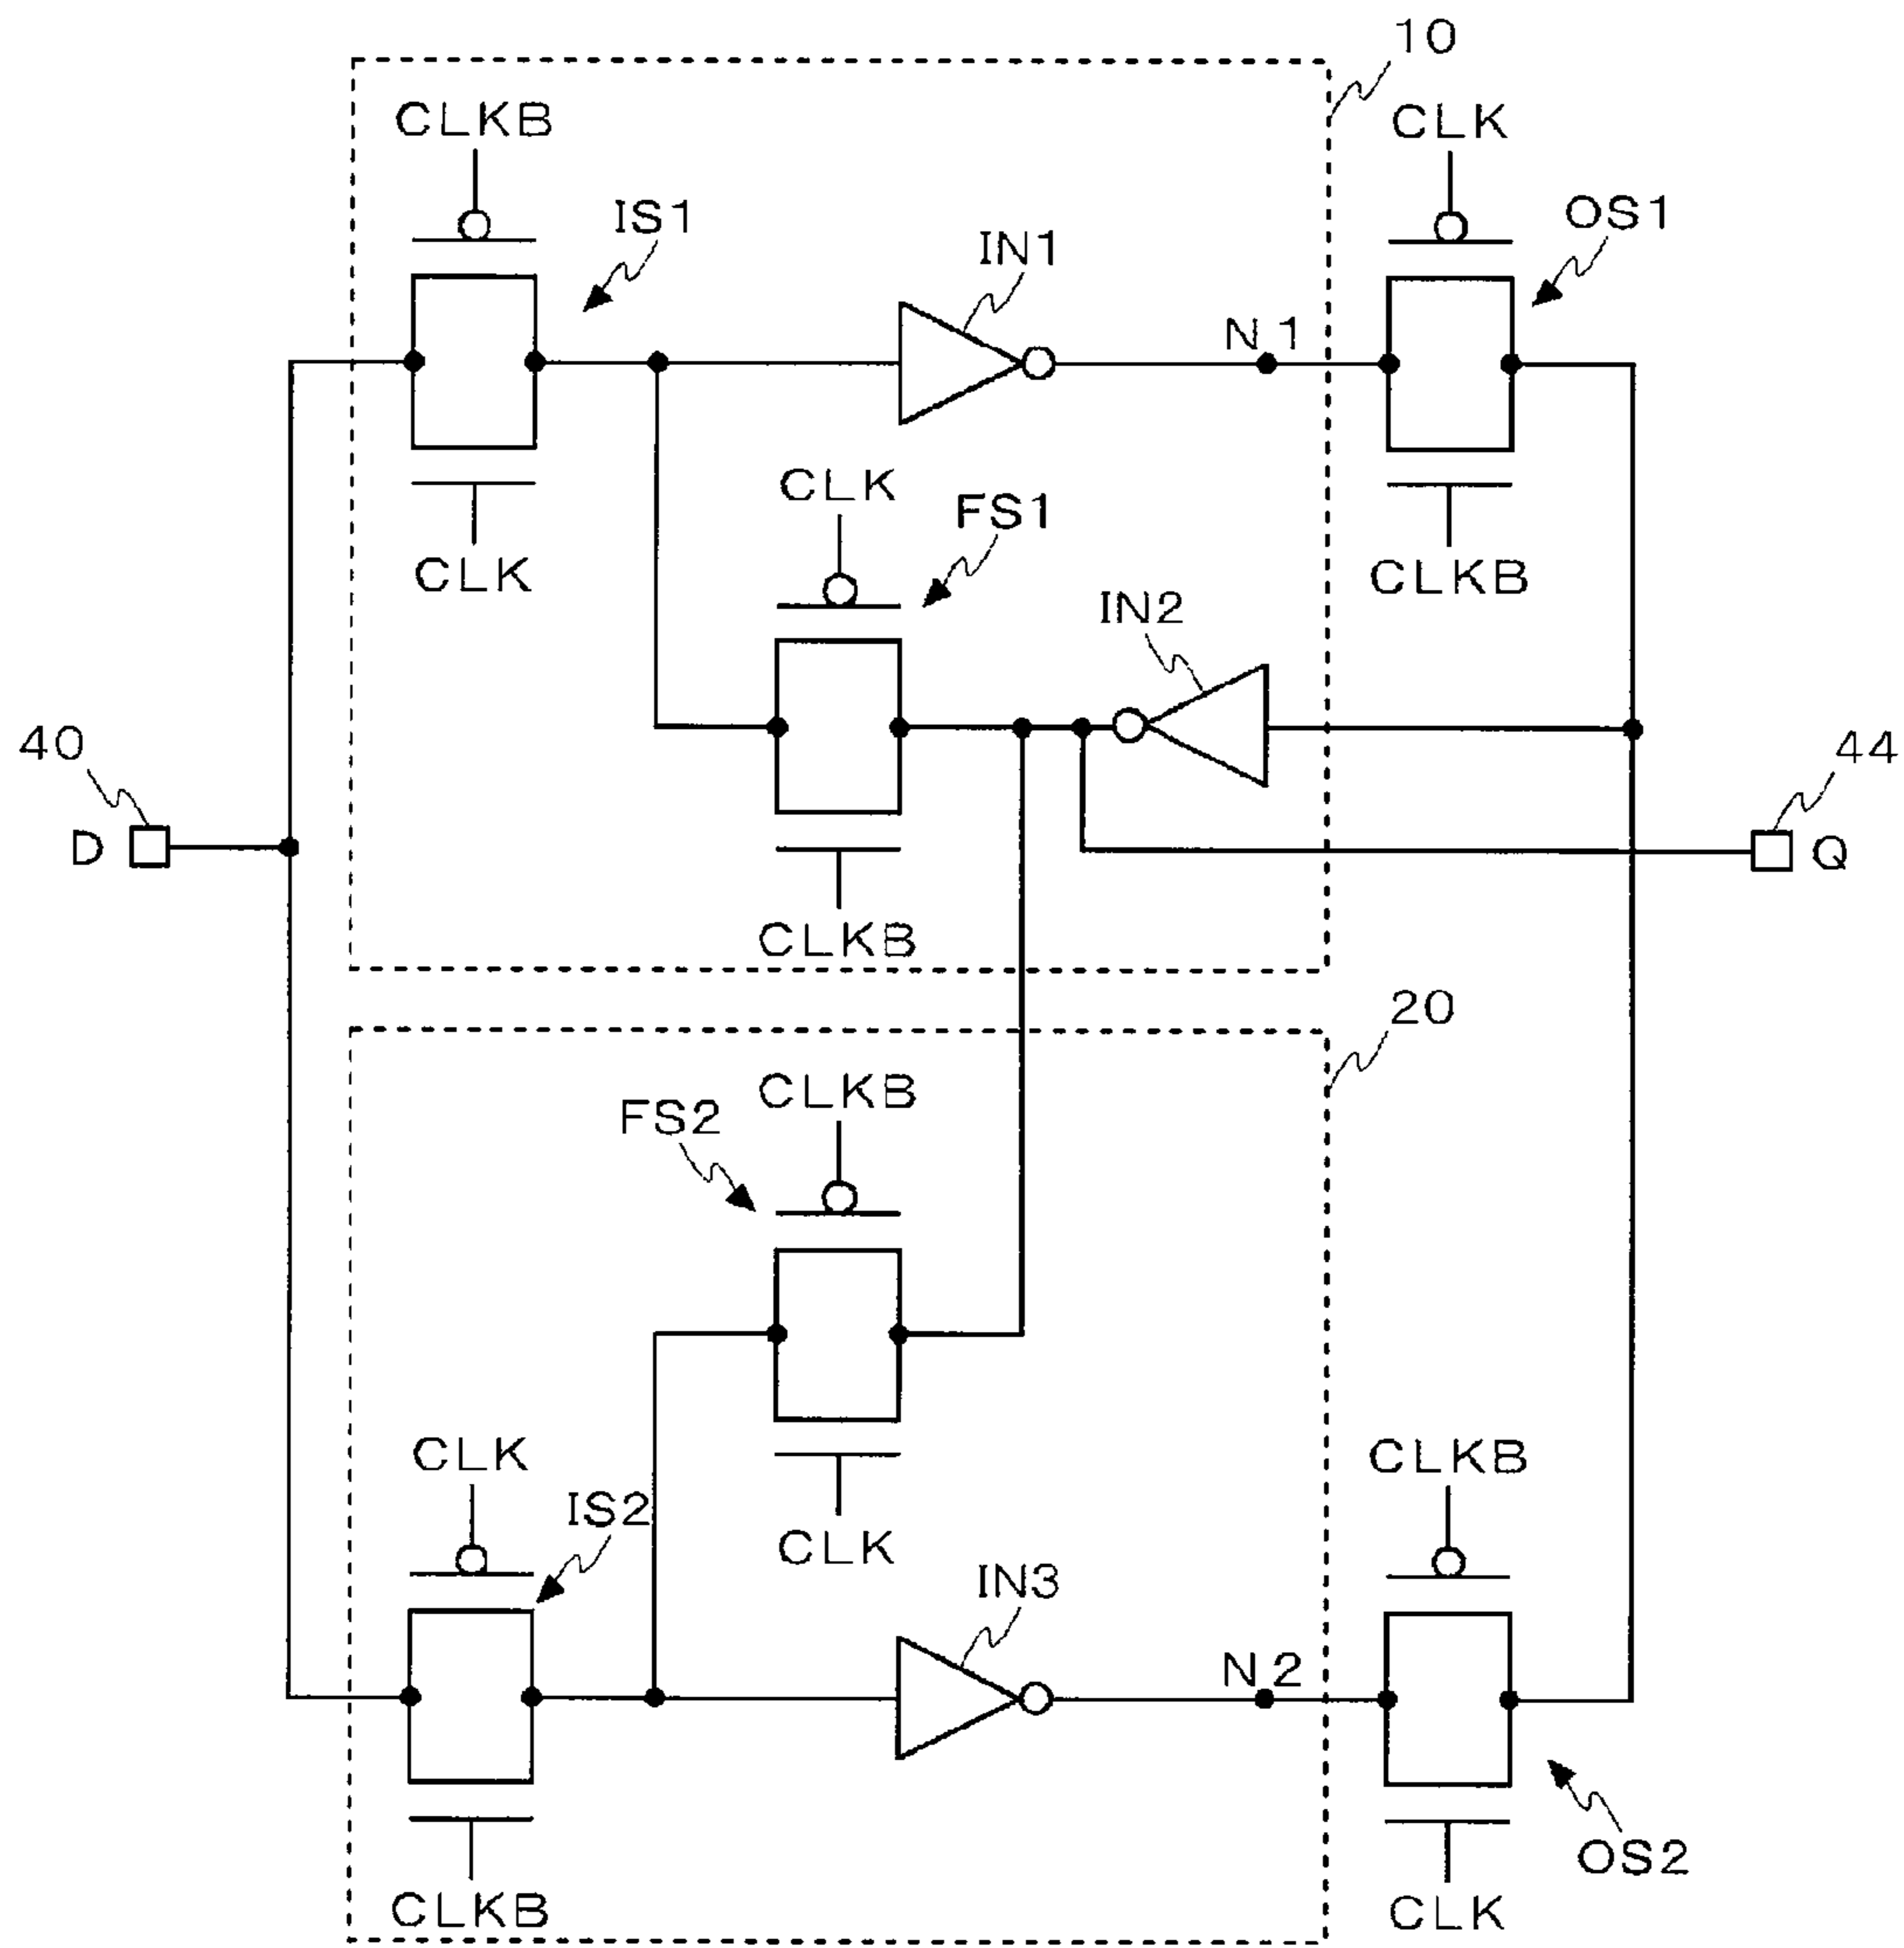 10
CLKB
CLK
IS1
OS1
IN1
N1
CLK
FS1
CLK
CLKB
IN2
40
44
D
Q
CLKB
20
CLKB
FS2
CLK
CLKB
IS2
CLK
IN3
N2
OS2
CLKB
CLK